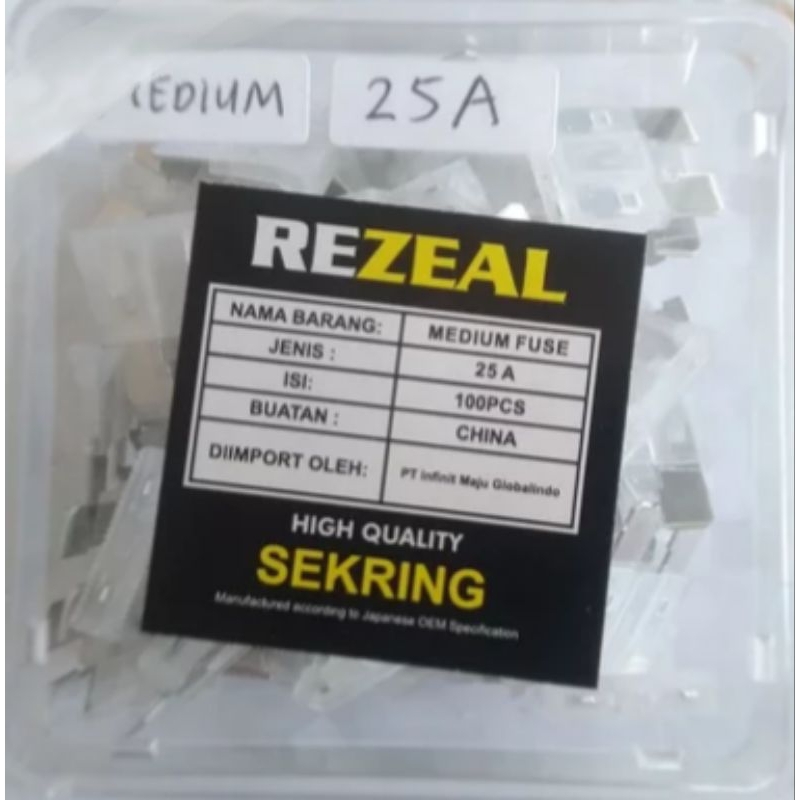 MEDIUM 25A
REZEAL
NAMA BARANG: MEDIUM FUSE
JENIS : 25 A
ISI: 100PCS
BUATAN : CHINA
DIIMPORT OLEH: PT Infinit Maju Globalindo
HIGH QUALITY
SEKRING
Manufactured according to Japanese OEM Specification